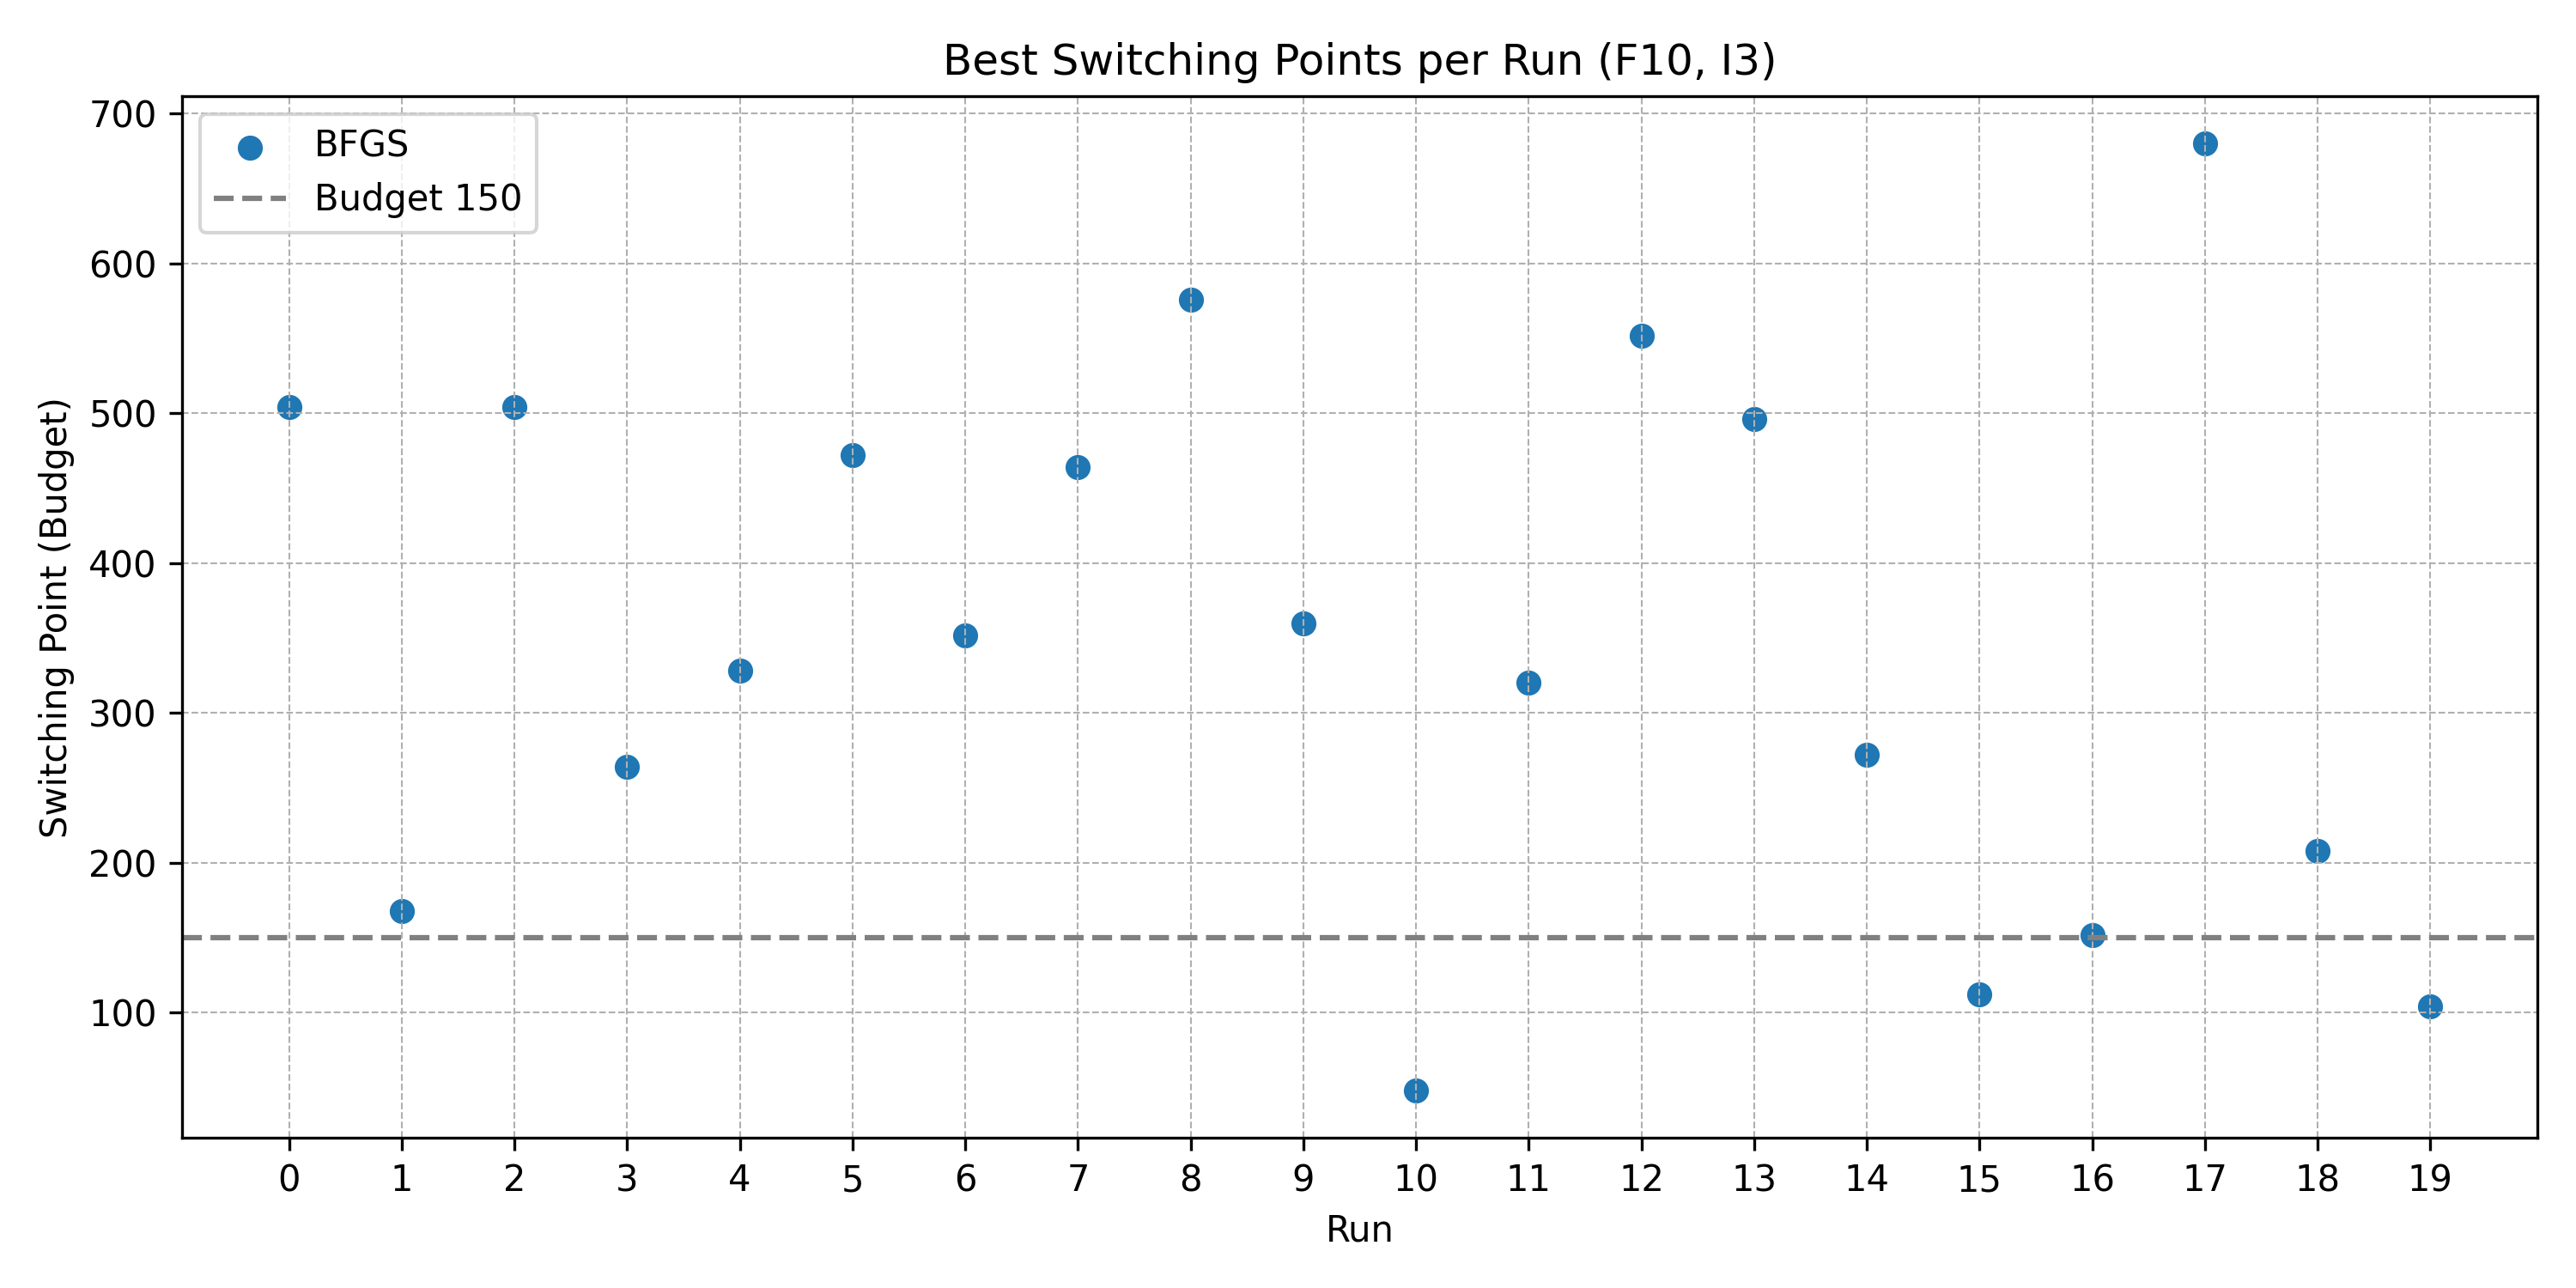 Best Switching Points per Run (F10, I3)
BFGS
Budget 150
Switching Point (Budget)
700
600
500
400
300
200
100
0 1 2 3 4 5 6 7 8 9 10 11 12 13 14 15 16 17 18 19
Run